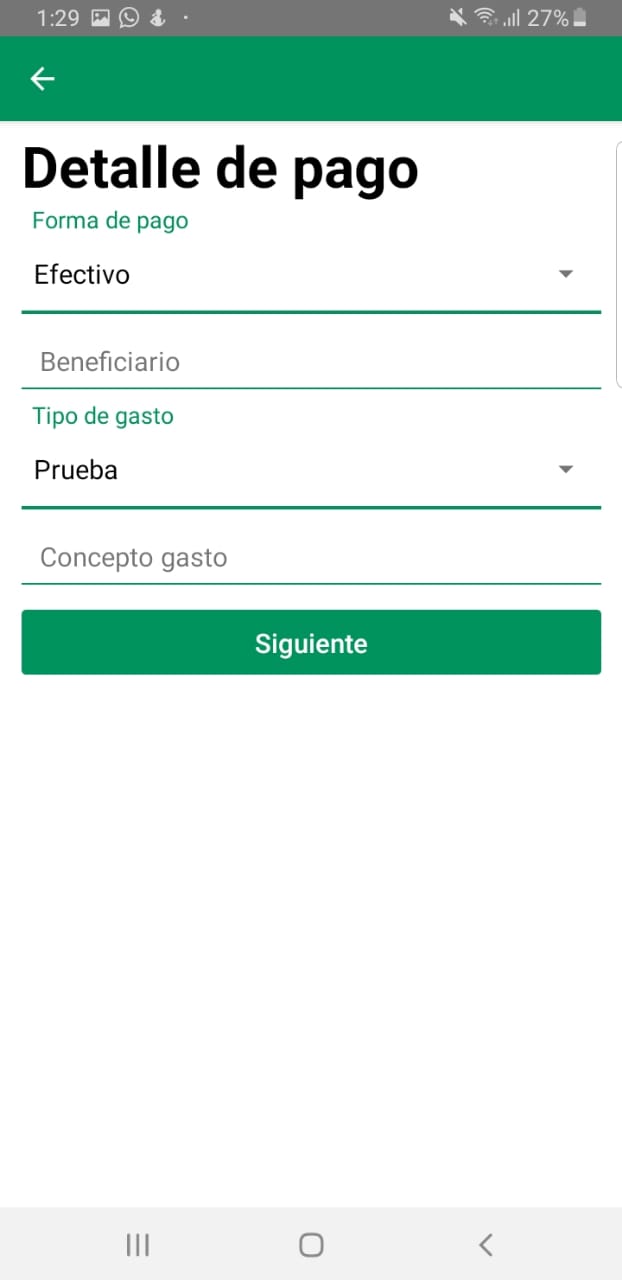 1:29 27%
Detalle de pago
Forma de pago
Efectivo
Beneficiario
Tipo de gasto
Prueba
Concepto gasto
Siguiente